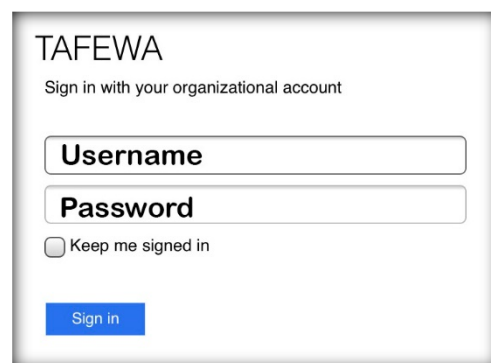 TAFEWA
Sign in with your organizational account
Username
Password
Keep me signed in
Sign in